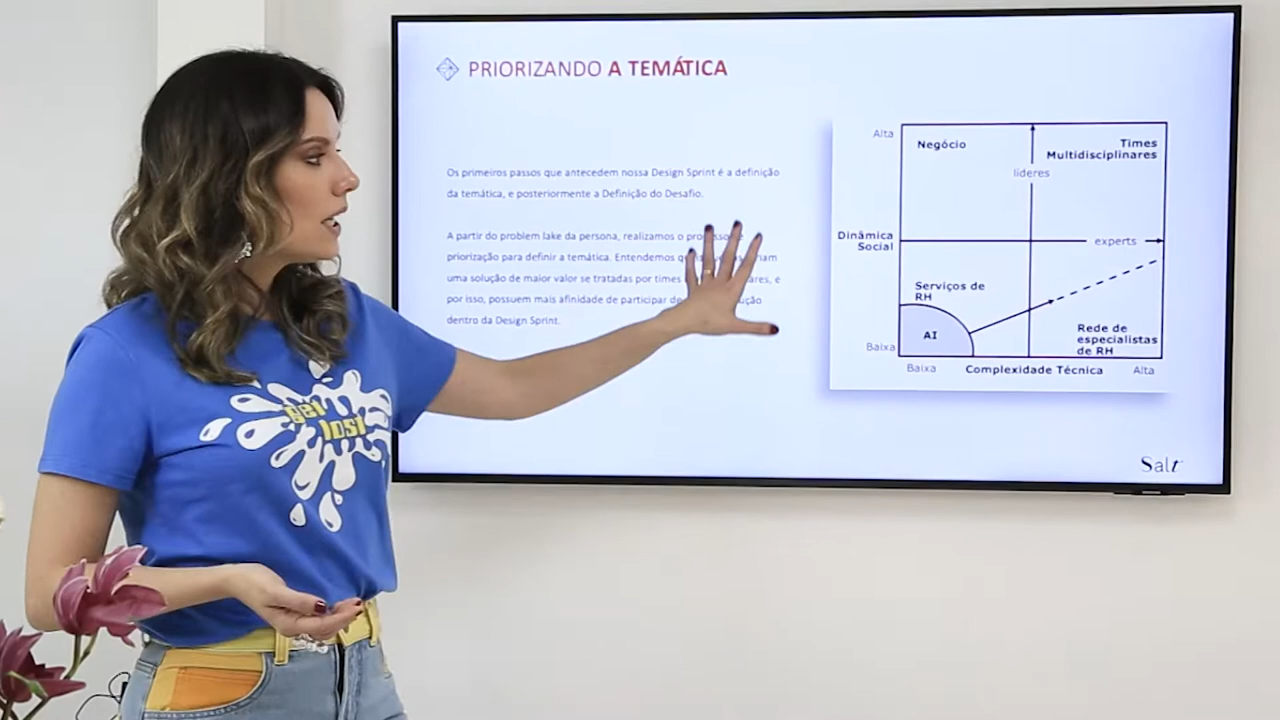 PRIORIZANDO A TEMÁTICA
Os primeiros passos que antecedem nossa Design Sprint é a definição
da temática, e posteriormente a Definição do Desafio.
A partir do problem lake da persona, realizamos o
priorização para definir a temática. Entendemos
uma solução de maior valor se tratadas por times e
por isso, possuem mais afinidade de participar de
dentro da Design Sprint.
Alta
Negócio
Times
Multidisciplinares
líderes
Dinâmica
Social
experts
Serviços de
RH
AI
Rede de
especialistas
de RH
Baixa
Baixa
Complexidade Técnica
Alta
Salt
get
lost